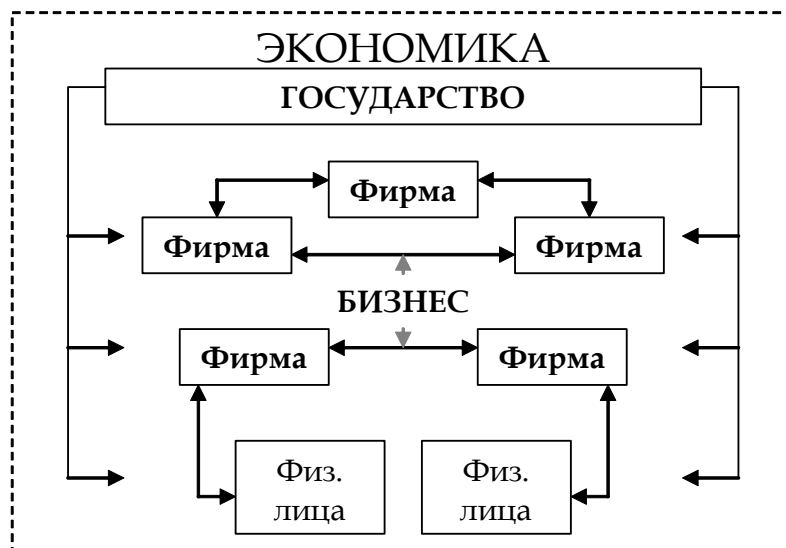 ЭКОНОМИКА
ГОСУДАРСТВО
Фирма
Фирма
Фирма
БИЗНЕС
Фирма
Фирма
Физ.
лица
Физ.
лица